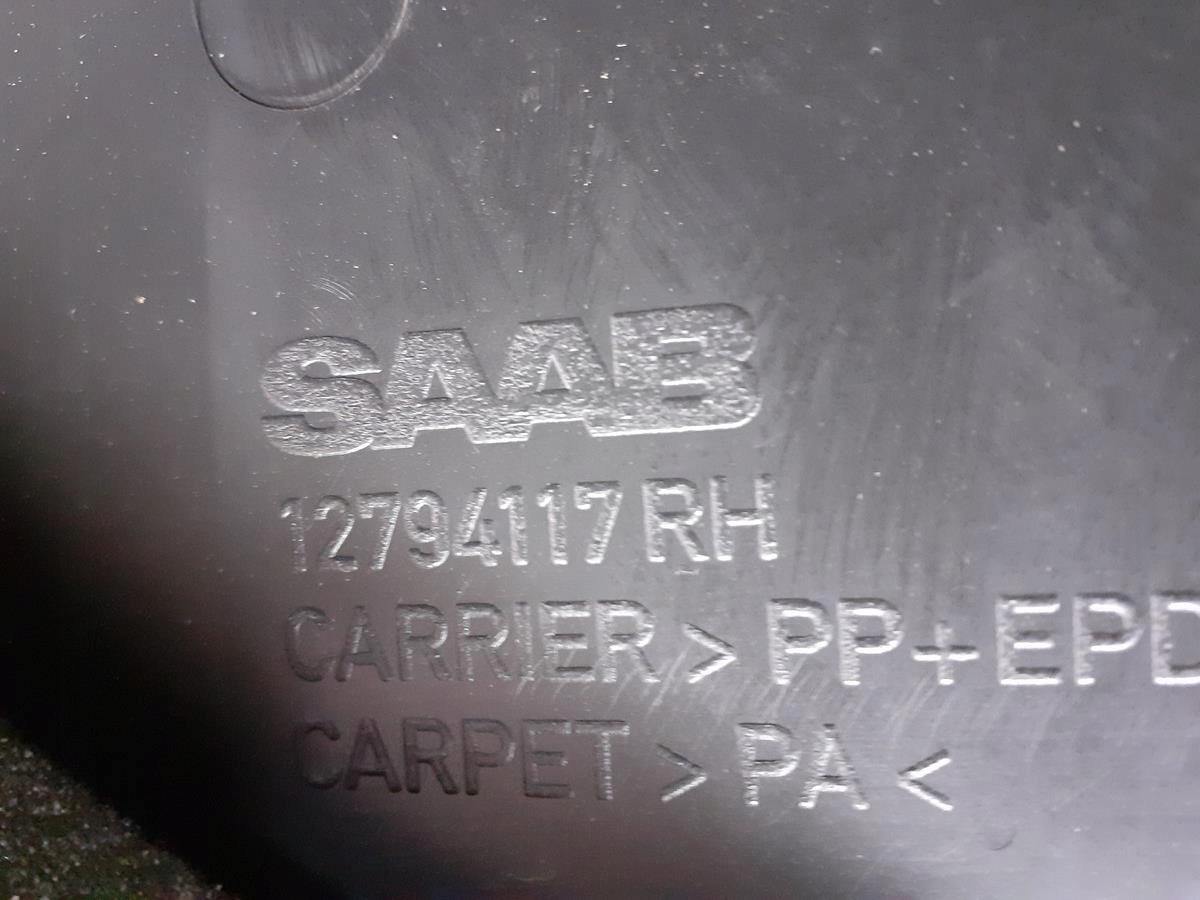 SAAB
12794117 RH
CARRIER > PP + EPD
CARPET > PA <